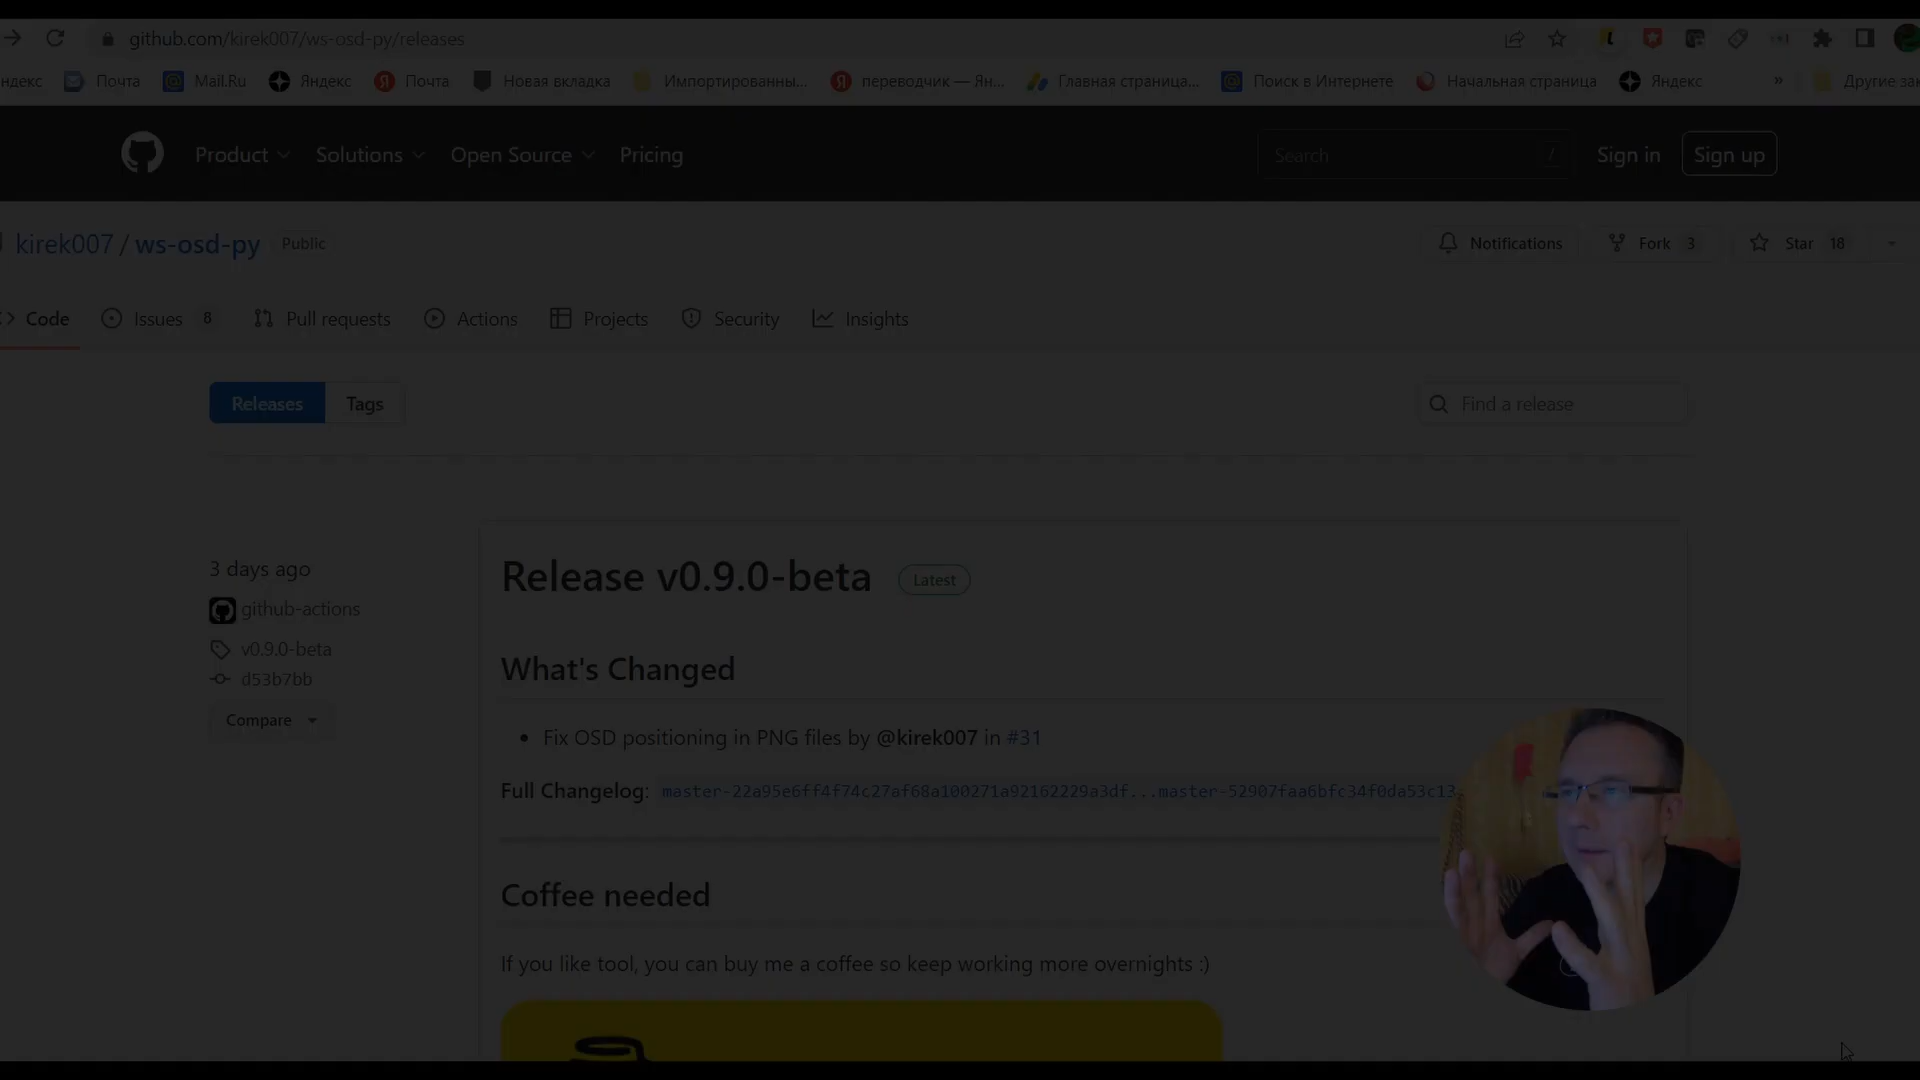 github.com/kirek007/ws-osd-py/releases
ндекс Почта Mail.Ru Яндекс Почта Новая вкладка Импортированны... переводчик — Ян... Главная страница... Поиск в Интернете Начальная страница Яндекс » Другие зак
Product Solutions Open Source Pricing Search / Sign in Sign up
kirek007 / ws-osd-py Public Notifications Fork 3 Star 18
Code Issues 8 Pull requests Actions Projects Security Insights
Releases Tags Find a release
3 days ago
github-actions
v0.9.0-beta
d53b7bb
Compare
Release v0.9.0-beta Latest
What's Changed
• Fix OSD positioning in PNG files by @kirek007 in #31
Full Changelog: master-22a95e6ff4f74c27af68a100271a92162229a3df...master-52907faa6bfc34f0da53c13
Coffee needed
If you like tool, you can buy me a coffee so keep working more overnights :)